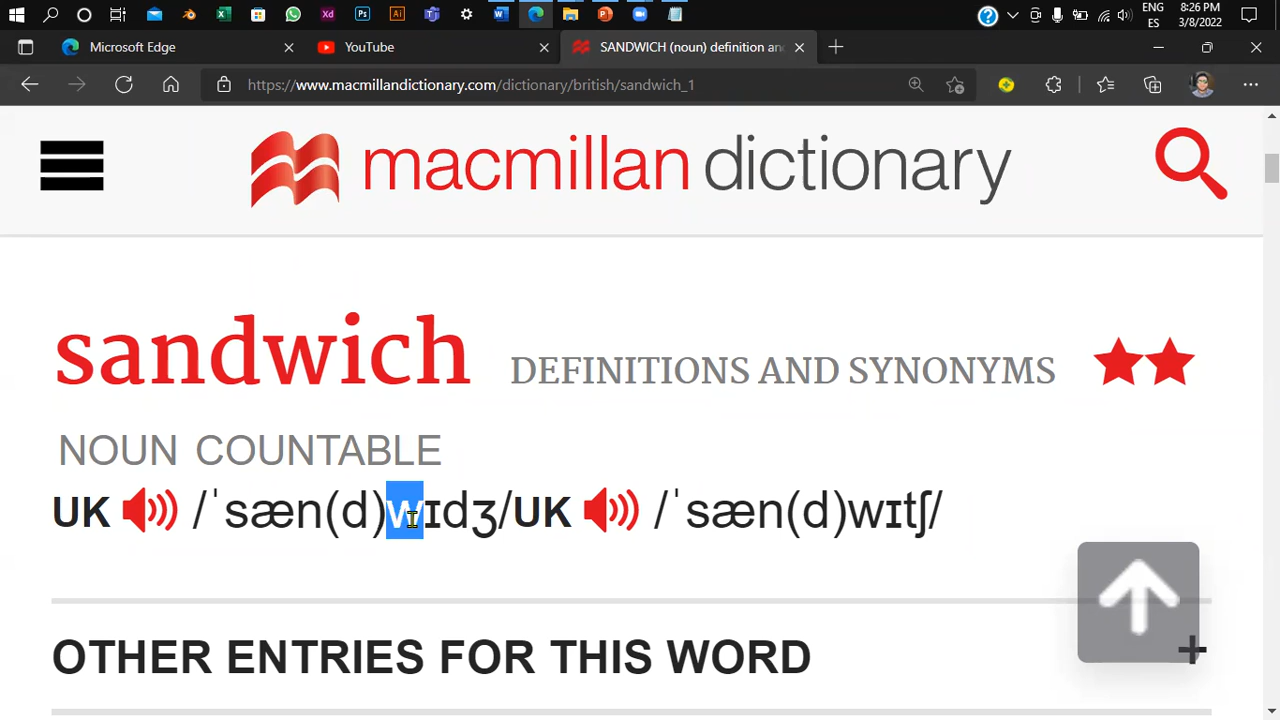 ENG
8:26 PM
ES
3/8/2022
Microsoft Edge
YouTube
SANDWICH (noun) definition an
https://www.macmillandictionary.com/dictionary/british/sandwich_1
macmillan dictionary
sandwich DEFINITIONS AND SYNONYMS
NOUN COUNTABLE
UK /ˈsæn(d)wɪdʒ/UK /ˈsæn(d)wɪtʃ/
OTHER ENTRIES FOR THIS WORD